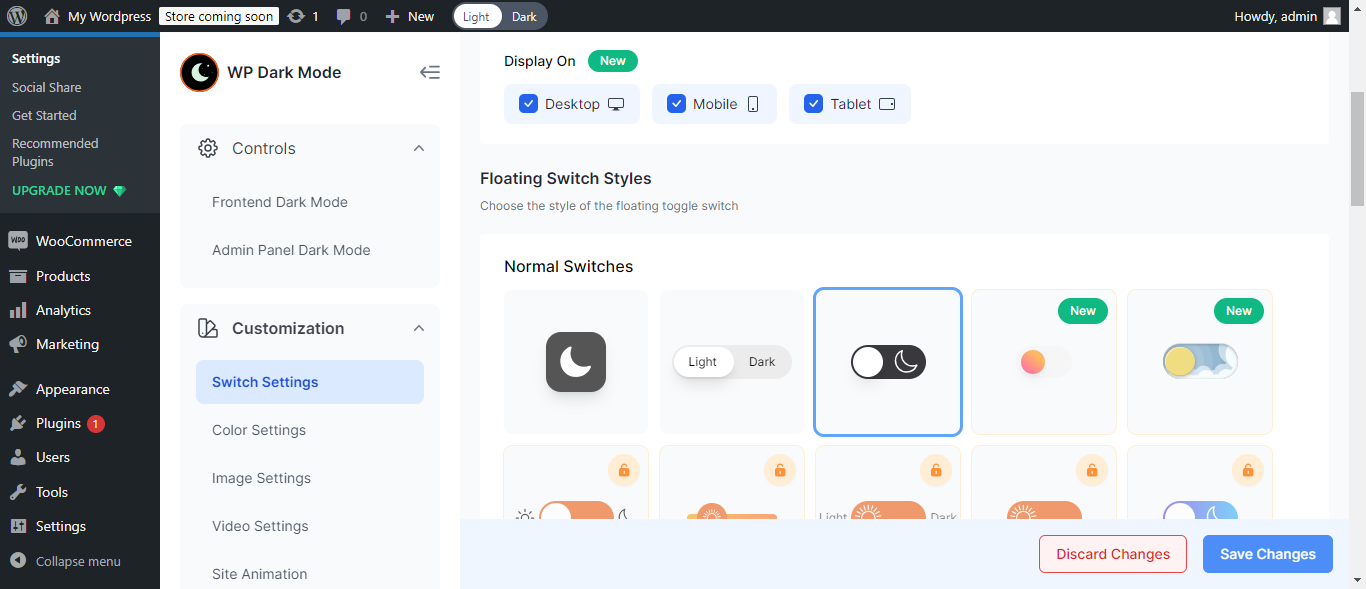 My Wordpress
Store coming soon
1
0
New
Light
Dark
Howdy, admin
Settings
Social Share
Get Started
Recommended
Plugins
UPGRADE NOW
WOO
WooCommerce
Products
Analytics
Marketing
Appearance
Plugins 1
Users
Tools
Settings
Collapse menu
WP Dark Mode
Controls
Frontend Dark Mode
Admin Panel Dark Mode
Customization
Switch Settings
Color Settings
Image Settings
Video Settings
Site Animation
Display On New
Desktop
Mobile
Tablet
Floating Switch Styles
Choose the style of the floating toggle switch
Normal Switches
Light Dark
New
New
Light Dark
Discard Changes
Save Changes